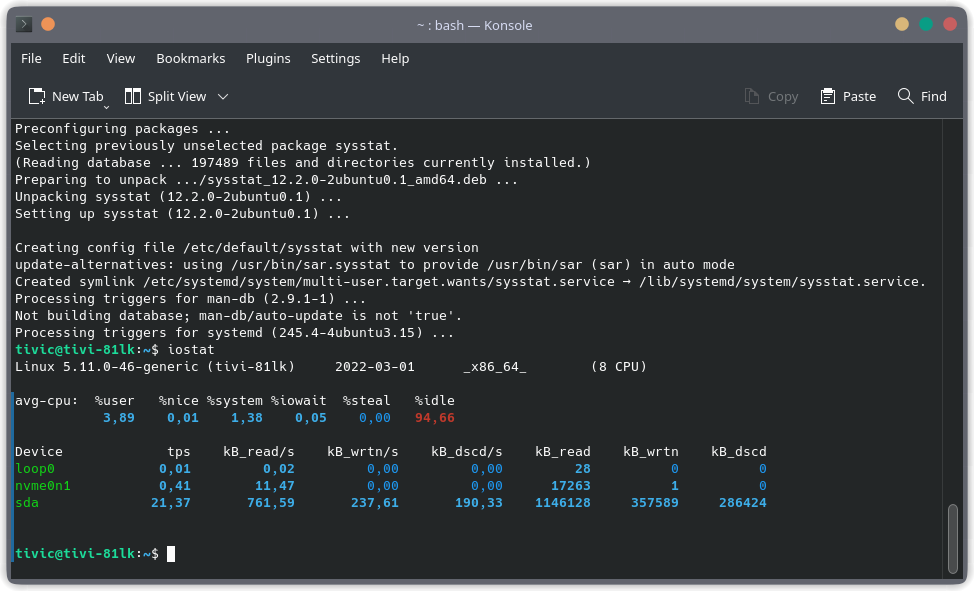 ~ : bash — Konsole
File Edit View Bookmarks Plugins Settings Help
New Tab Split View Copy Paste Find
Preconfiguring packages ...
Selecting previously unselected package sysstat.
(Reading database ... 197489 files and directories currently installed.)
Preparing to unpack .../sysstat_12.2.0-2ubuntu0.1_amd64.deb ...
Unpacking sysstat (12.2.0-2ubuntu0.1) ...
Setting up sysstat (12.2.0-2ubuntu0.1) ...
Creating config file /etc/default/sysstat with new version
update-alternatives: using /usr/bin/sar.sysstat to provide /usr/bin/sar (sar) in auto mode
Created symlink /etc/systemd/system/multi-user.target.wants/sysstat.service → /lib/systemd/system/sysstat.service.
Processing triggers for man-db (2.9.1-1) ...
Not building database; man-db/auto-update is not 'true'.
Processing triggers for systemd (245.4-4ubuntu3.15) ...
tivic@tivi-81lk:~$ iostat
Linux 5.11.0-46-generic (tivi-81lk) 2022-03-01 _x86_64_ (8 CPU)
avg-cpu: %user %nice %system %iowait %steal %idle
3,89 0,01 1,38 0,05 0,00 94,66
Device tps kB_read/s kB_wrtn/s kB_dscd/s kB_read kB_wrtn kB_dscd
loop0 0,01 0,02 0,00 0,00 28 0 0
nvme0n1 0,41 11,47 0,00 0,00 17263 1 0
sda 21,37 761,59 237,61 190,33 1146128 357589 286424
tivic@tivi-81lk:~$